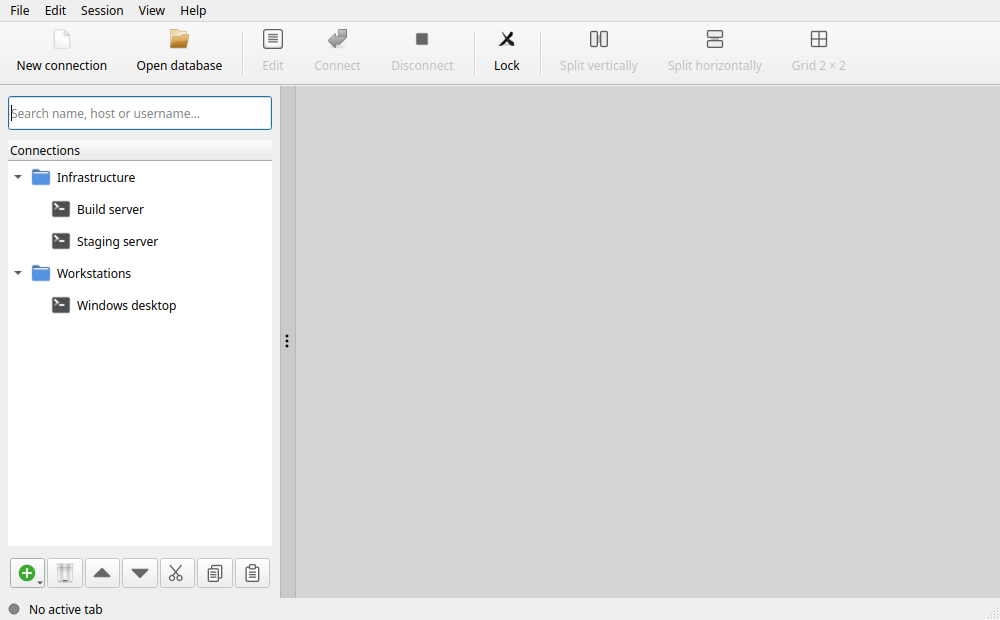 File Edit Session View Help
New connection Open database Edit Connect Disconnect Lock Split vertically Split horizontally Grid 2 × 2
Search name, host or username...
Connections
Infrastructure
Build server
Staging server
Workstations
Windows desktop
No active tab